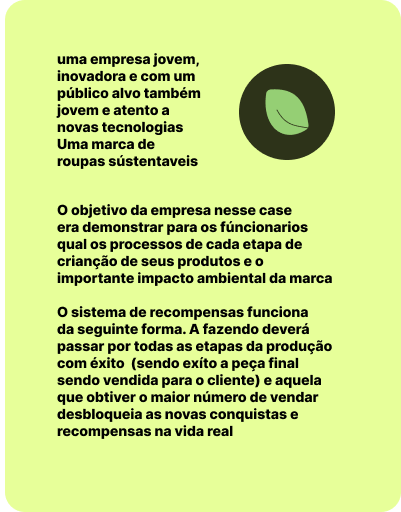 uma empresa jovem,
inovadora e com um
público alvo também
jovem e atento a
novas tecnologias
Uma marca de
roupas sústentaveis
O objetivo da empresa nesse case
era demonstrar para os fúncionarios
qual os processos de cada etapa de
crianção de seus produtos e o
importante impacto ambiental da marca
O sistema de recompensas funciona
da seguinte forma. A fazendo deverá
passar por todas as etapas da produção
com éxito (sendo exíto a peça final
sendo vendida para o cliente) e aquela
que obtiver o maior número de vendar
desbloqueia as novas conquistas e
recompensas na vida real